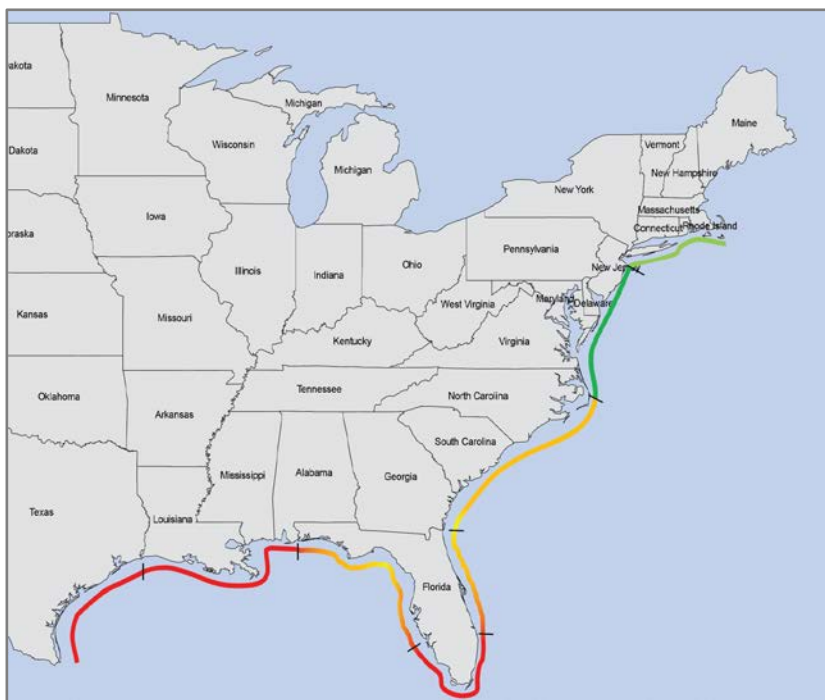 akota
Minnesota
Michigan
Maine
Dakota
Wisconsin
Michigan
Vermont
New Hampshire
New York
Massachusetts
Connecticut
Rhode Island
braska
Iowa
Illinois
Indiana
Ohio
Pennsylvania
New Jersey
Maryland
Delaware
West Virginia
Kansas
Missouri
Kentucky
Virginia
Oklahoma
Arkansas
Tennessee
North Carolina
South Carolina
Mississippi
Alabama
Georgia
Texas
Louisiana
Florida